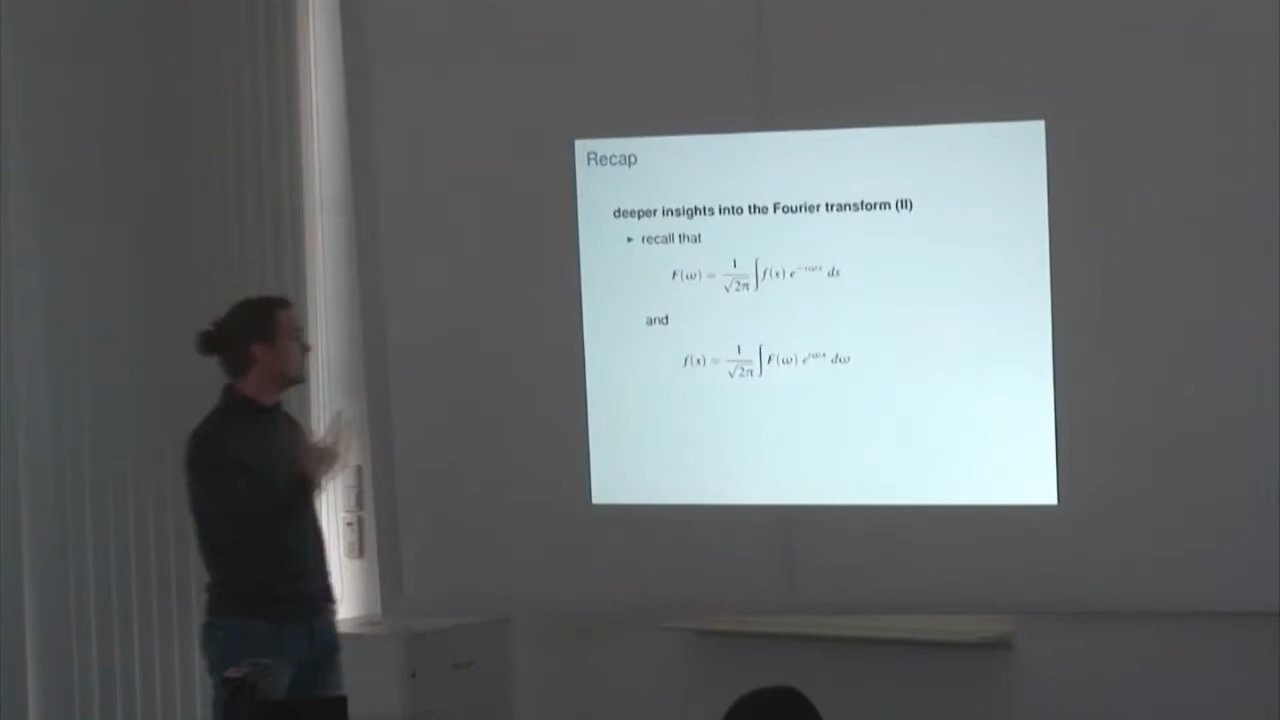 Recap
deeper insights into the Fourier transform (II)
▸ recall that
F(ω) = 1/√2π ∫ f(x) e^{-iωx} dx
and
f(x) = 1/√2π ∫ F(ω) e^{iωx} dω